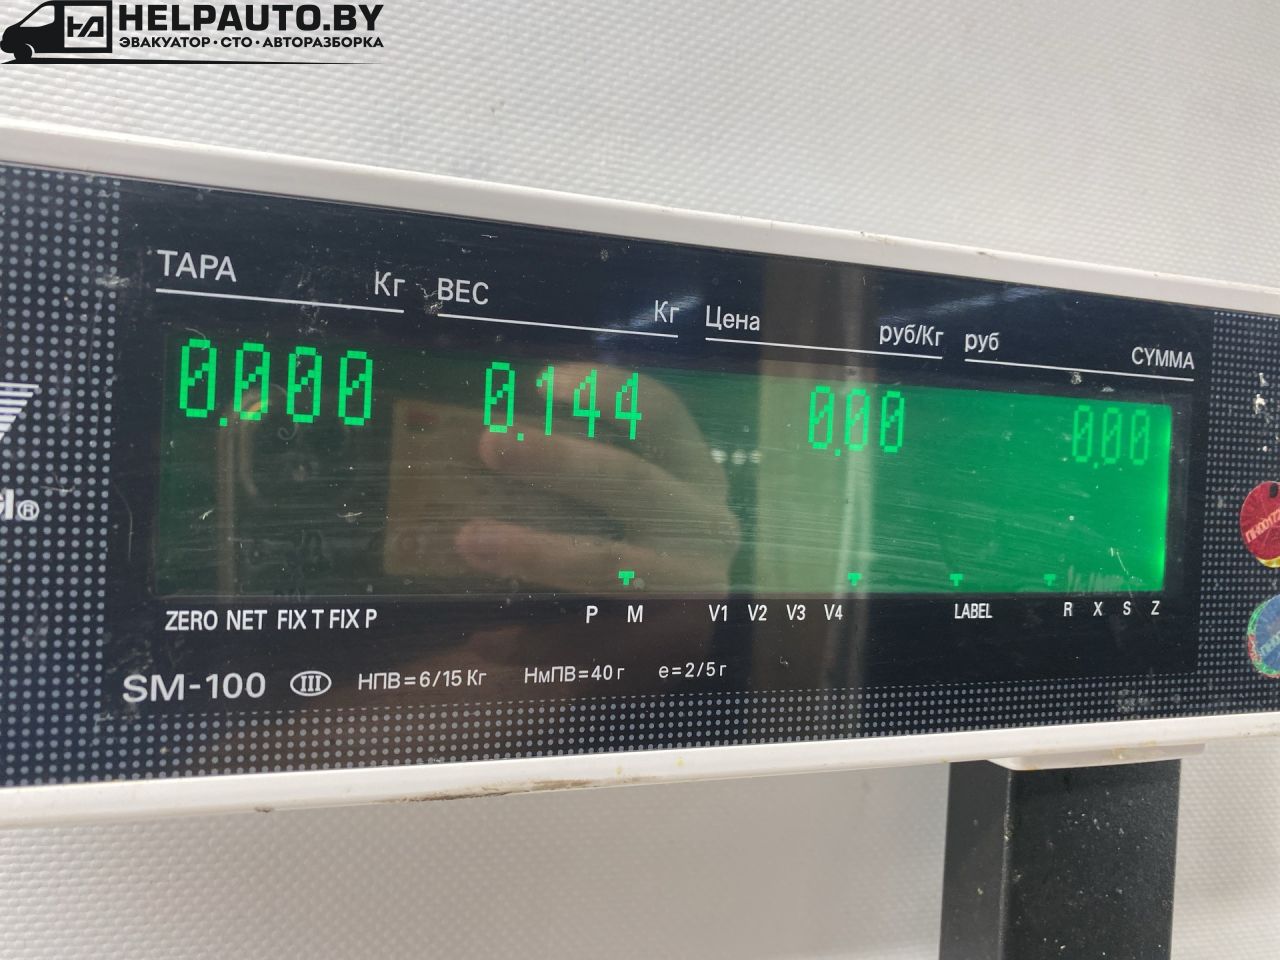 HELPAUTO.BY
ЭВАКУАТОР · СТО · АВТОРАЗБОРКА
ТАРА Кг ВЕС Кг Цена руб/Кг руб СУММА
0.000 0.144 0.00 0.00
ZERO NET FIX T FIX P P M V1 V2 V3 V4 LABEL R X S Z
SM-100 III НПВ=6/15 Кг НмПВ=40 г е=2/5 г